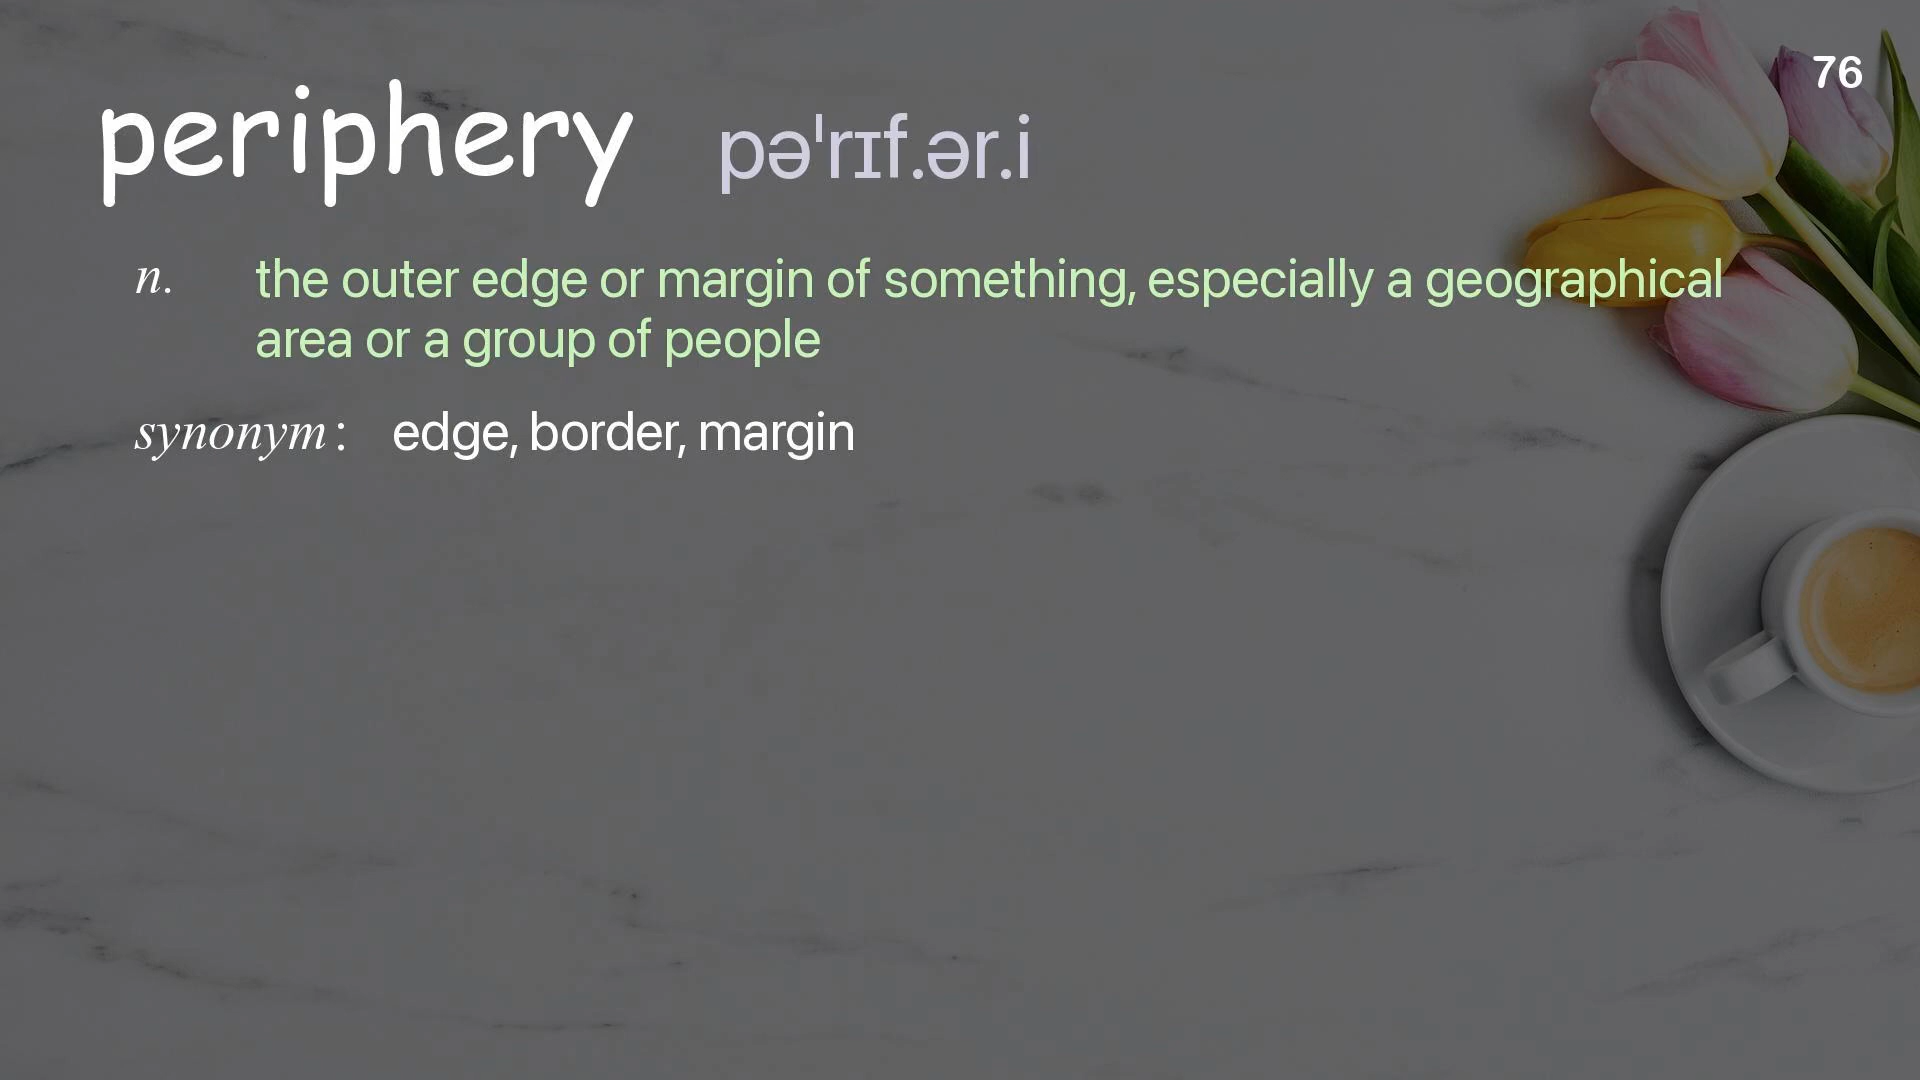 76
periphery pəˈrɪf.ər.i
n. the outer edge or margin of something, especially a geographical
area or a group of people
synonym: edge, border, margin